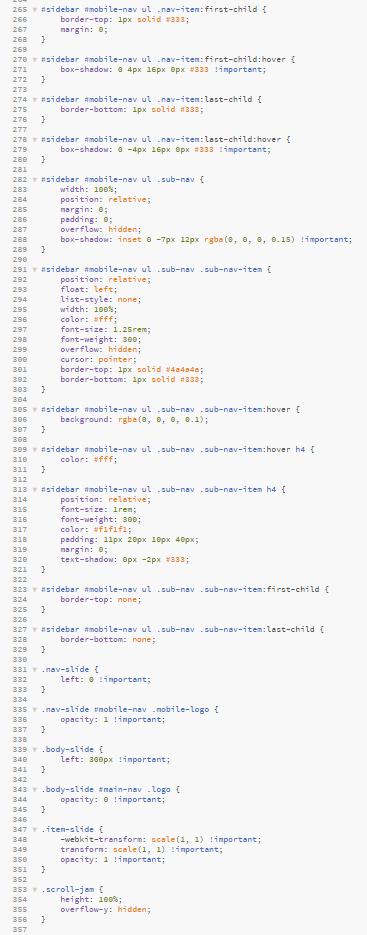 264
265 #sidebar #mobile-nav ul .nav-item:first-child {
266 border-top: 1px solid #333;
267 margin: 0;
268 }
269
270 #sidebar #mobile-nav ul .nav-item:first-child:hover {
271 box-shadow: 0 4px 16px 0px #333 !important;
272 }
273
274 #sidebar #mobile-nav ul .nav-item:last-child {
275 border-bottom: 1px solid #333;
276 }
277
278 #sidebar #mobile-nav ul .nav-item:last-child:hover {
279 box-shadow: 0 -4px 16px 0px #333 !important;
280 }
281
282 #sidebar #mobile-nav ul .sub-nav {
283 width: 100%;
284 position: relative;
285 margin: 0;
286 padding: 0;
287 overflow: hidden;
288 box-shadow: inset 0 -7px 12px rgba(0, 0, 0, 0.15) !important;
289 }
290
291 #sidebar #mobile-nav ul .sub-nav .sub-nav-item {
292 position: relative;
293 float: left;
294 list-style: none;
295 width: 100%;
296 color: #fff;
297 font-size: 1.25rem;
298 font-weight: 300;
299 overflow: hidden;
300 cursor: pointer;
301 border-top: 1px solid #4a4a4a;
302 border-bottom: 1px solid #333;
303 }
304
305 #sidebar #mobile-nav ul .sub-nav .sub-nav-item:hover {
306 background: rgba(0, 0, 0, 0.1);
307 }
308
309 #sidebar #mobile-nav ul .sub-nav .sub-nav-item:hover h4 {
310 color: #fff;
311 }
312
313 #sidebar #mobile-nav ul .sub-nav .sub-nav-item h4 {
314 position: relative;
315 font-size: 1rem;
316 font-weight: 300;
317 color: #f1f1f1;
318 padding: 11px 20px 10px 40px;
319 margin: 0;
320 text-shadow: 0px -2px #333;
321 }
322
323 #sidebar #mobile-nav ul .sub-nav .sub-nav-item:first-child {
324 border-top: none;
325 }
326
327 #sidebar #mobile-nav ul .sub-nav .sub-nav-item:last-child {
328 border-bottom: none;
329 }
330
331 .nav-slide {
332 left: 0 !important;
333 }
334
335 .nav-slide #mobile-nav .mobile-logo {
336 opacity: 1 !important;
337 }
338
339 .body-slide {
340 left: 300px !important;
341 }
342
343 .body-slide #main-nav .logo {
344 opacity: 0 !important;
345 }
346
347 .item-slide {
348 -webkit-transform: scale(1, 1) !important;
349 transform: scale(1, 1) !important;
350 opacity: 1 !important;
351 }
352
353 .scroll-jam {
354 height: 100%;
355 overflow-y: hidden;
356 }
357